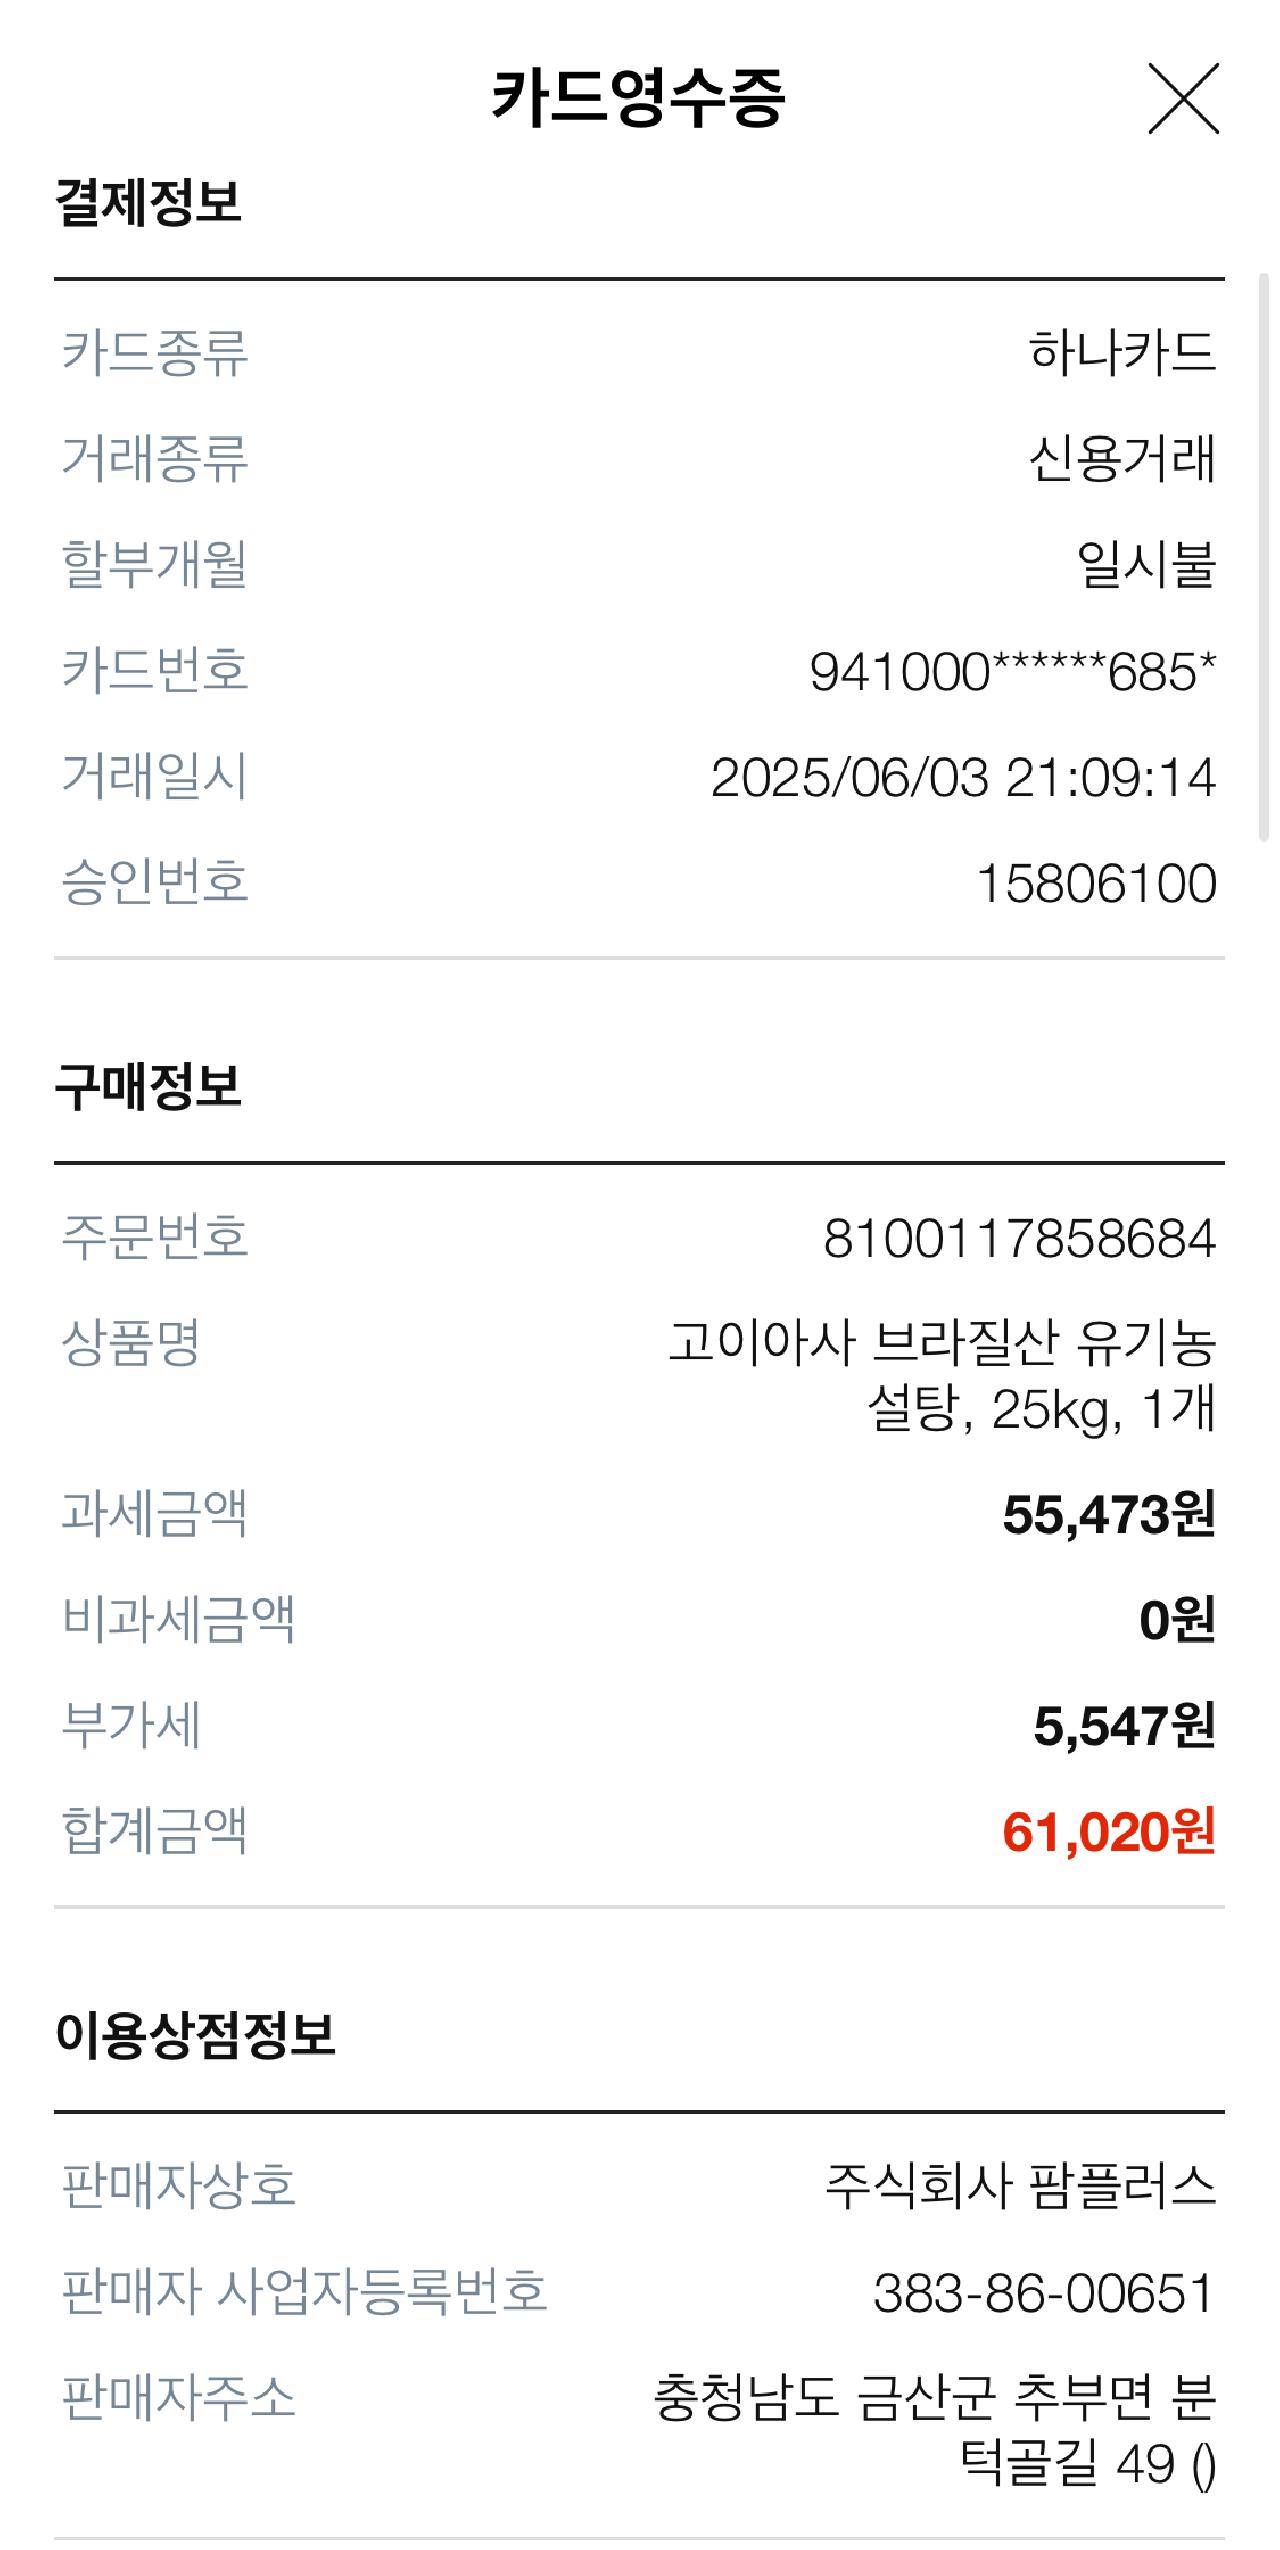 카드영수증
결제정보
카드종류 하나카드
거래종류 신용거래
할부개월 일시불
카드번호 941000******685*
거래일시 2025/06/03 21:09:14
승인번호 15806100
구매정보
주문번호 8100117858684
상품명 고이아사 브라질산 유기농
설탕, 25kg, 1개
과세금액 55,473원
비과세금액 0원
부가세 5,547원
합계금액 61,020원
이용상점정보
판매자상호 주식회사 팜플러스
판매자 사업자등록번호 383-86-00651
판매자주소 충청남도 금산군 추부면 분
턱골길 49 ()